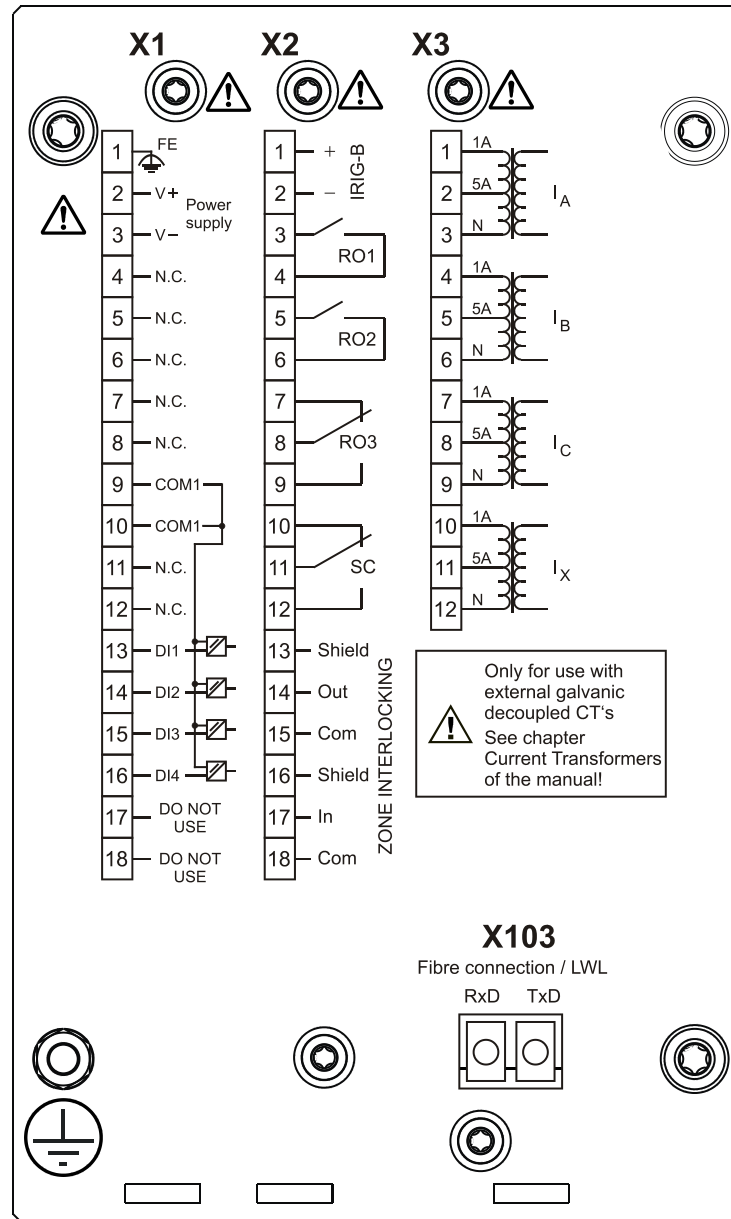 X1 X2 X3
1 FE
2 V+
Power
supply
3 V−
4 N.C.
5 N.C.
6 N.C.
7 N.C.
8 N.C.
9 COM1
10 COM1
11 N.C.
12 N.C.
13 DI1
14 DI2
15 DI3
16 DI4
17 DO NOT
USE
18 DO NOT
USE
1 +
2 −
IRIG-B
3
4
RO1
5
6
RO2
7
8 RO3
9
10
11 SC
12
13 Shield
14 Out
15 Com
16 Shield
17 In
18 Com
ZONE INTERLOCKING
1 1A
2 5A IA
3 N
4 1A
5 5A IB
6 N
7 1A
8 5A IC
9 N
10 1A
11 5A IX
12 N
Only for use with
external galvanic
decoupled CT‘s
See chapter
Current Transformers
of the manual!
X103
Fibre connection / LWL
RxD TxD